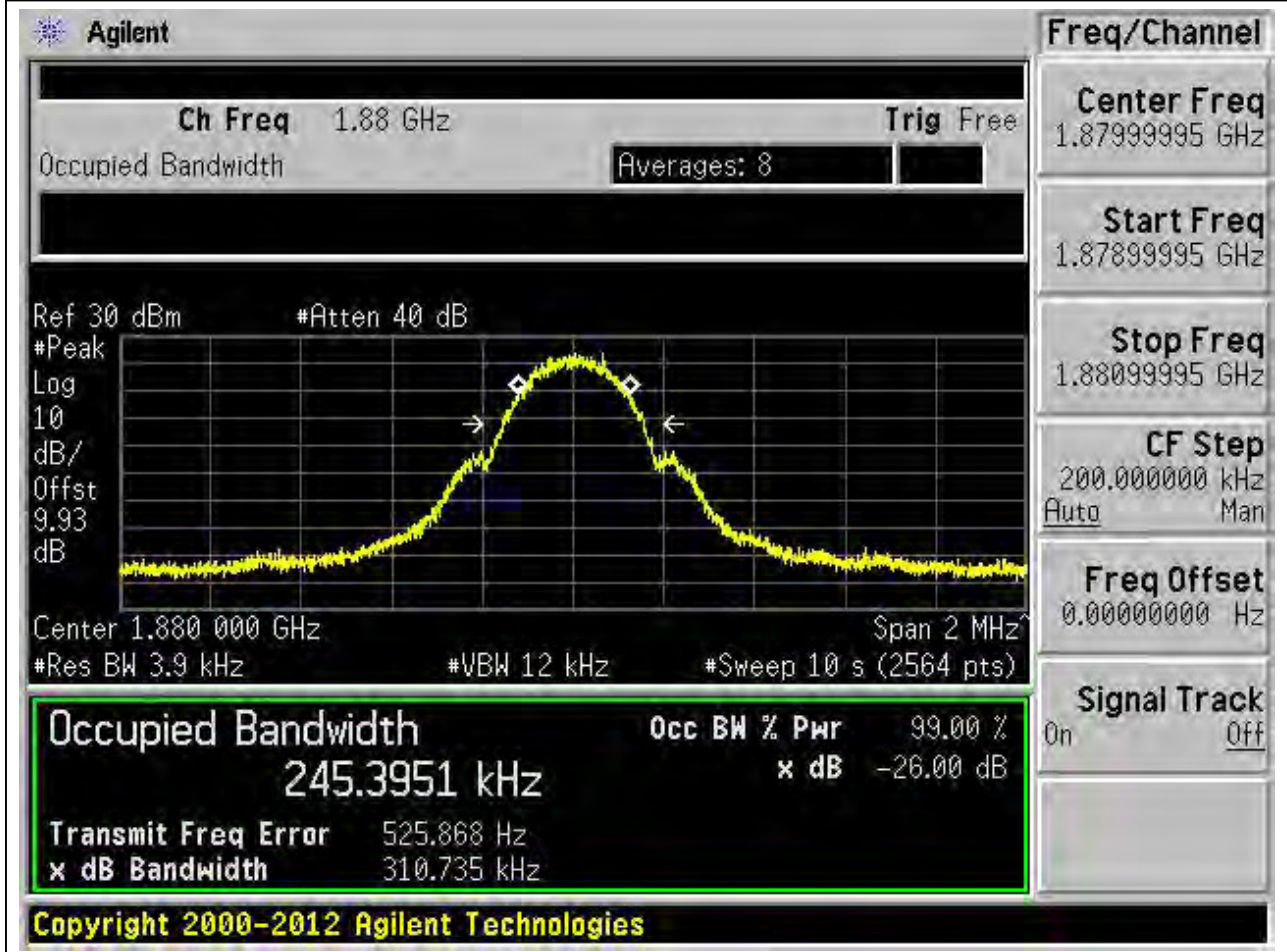 Agilent
Freq/Channel
Ch Freq 1.88 GHz Trig Free
Occupied Bandwidth Averages: 8
Center Freq
1.87999995 GHz
Start Freq
1.87899995 GHz
Stop Freq
1.88099995 GHz
CF Step
200.000000 kHz
Auto Man
Freq Offset
0.00000000 Hz
Signal Track
On Off
Ref 30 dBm #Atten 40 dB
#Peak
Log
10
dB/
Offst
9.93
dB
Center 1.880 000 GHz Span 2 MHz^
#Res BW 3.9 kHz #VBW 12 kHz #Sweep 10 s (2564 pts)
Occupied Bandwidth Occ BW % Pwr 99.00 %
245.3951 kHz x dB -26.00 dB
Transmit Freq Error 525.868 Hz
x dB Bandwidth 310.735 kHz
Copyright 2000-2012 Agilent Technologies